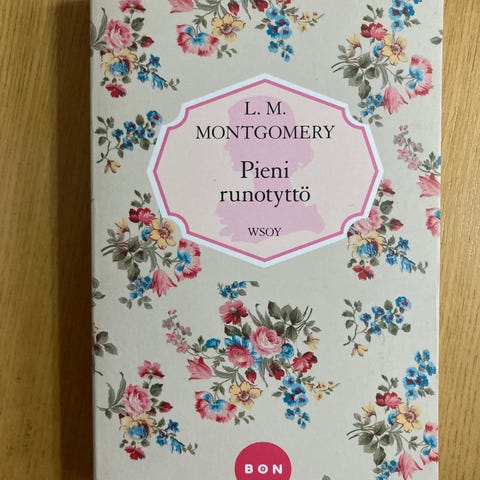 L. M.
MONTGOMERY
Pieni
runotyttö
WSOY
BON